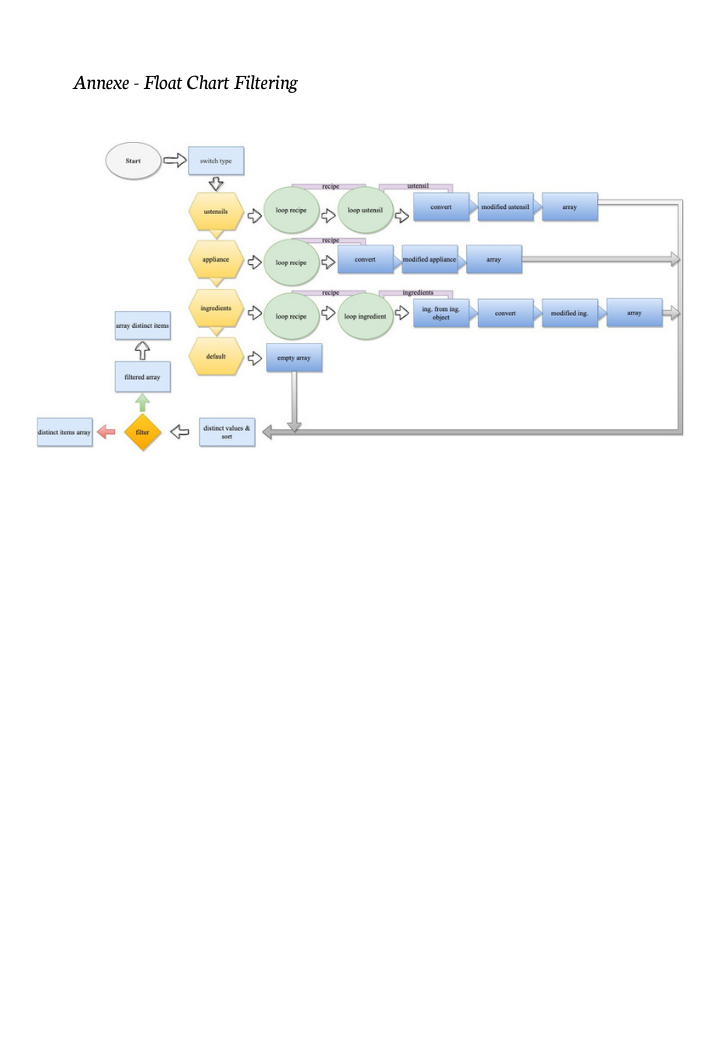 Annexe - Float Chart Filtering
Start
switch type
recipe
ustensil
ustensils
loop recipe
loop ustensil
convert
modified ustensil
array
recipe
appliance
loop recipe
convert
modified appliance
array
recipe
ingredients
ingredients
loop recipe
loop ingredient
ing. from ing.
object
convert
modified ing.
array
array distinct items
default
empty array
filtered array
distinct items array
filter
distinct values &
sort